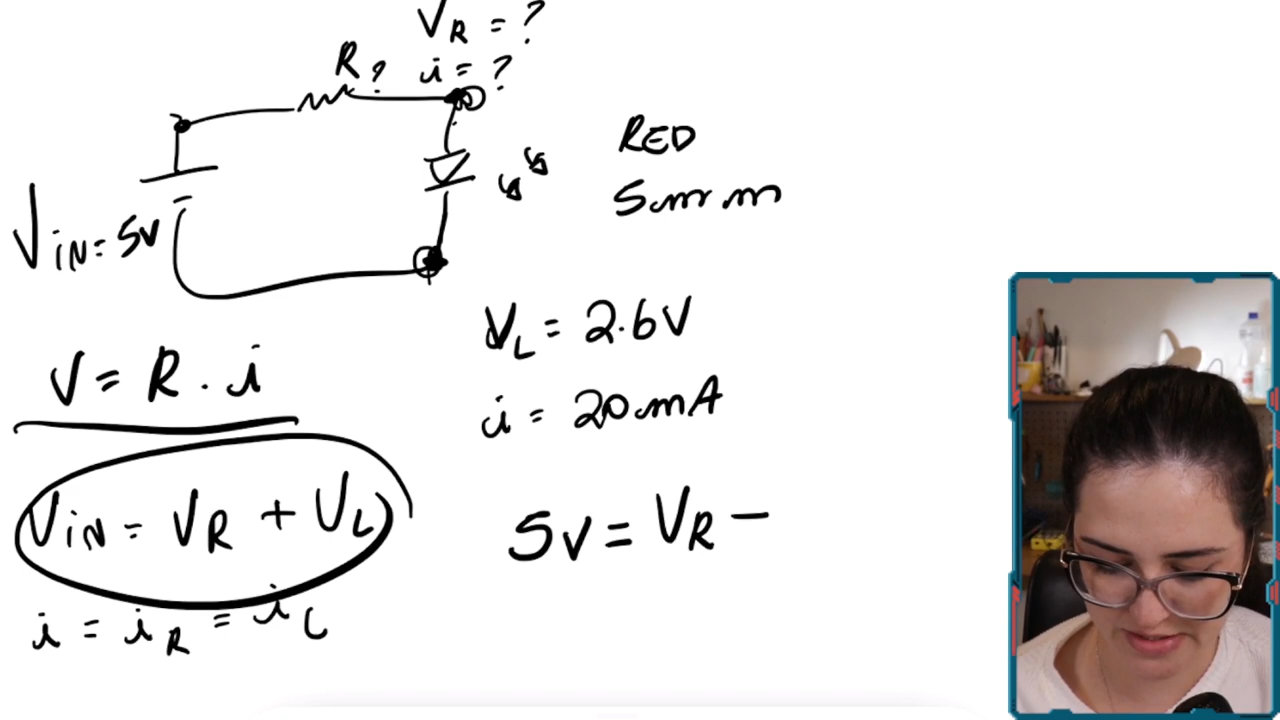 VR = ?
R? i = ?
RED
5mm
Vin = 5V
VL = 2.6V
V = R . i
i = 20mA
Vin = VR + VL
5V = VR −
i = iR = iL